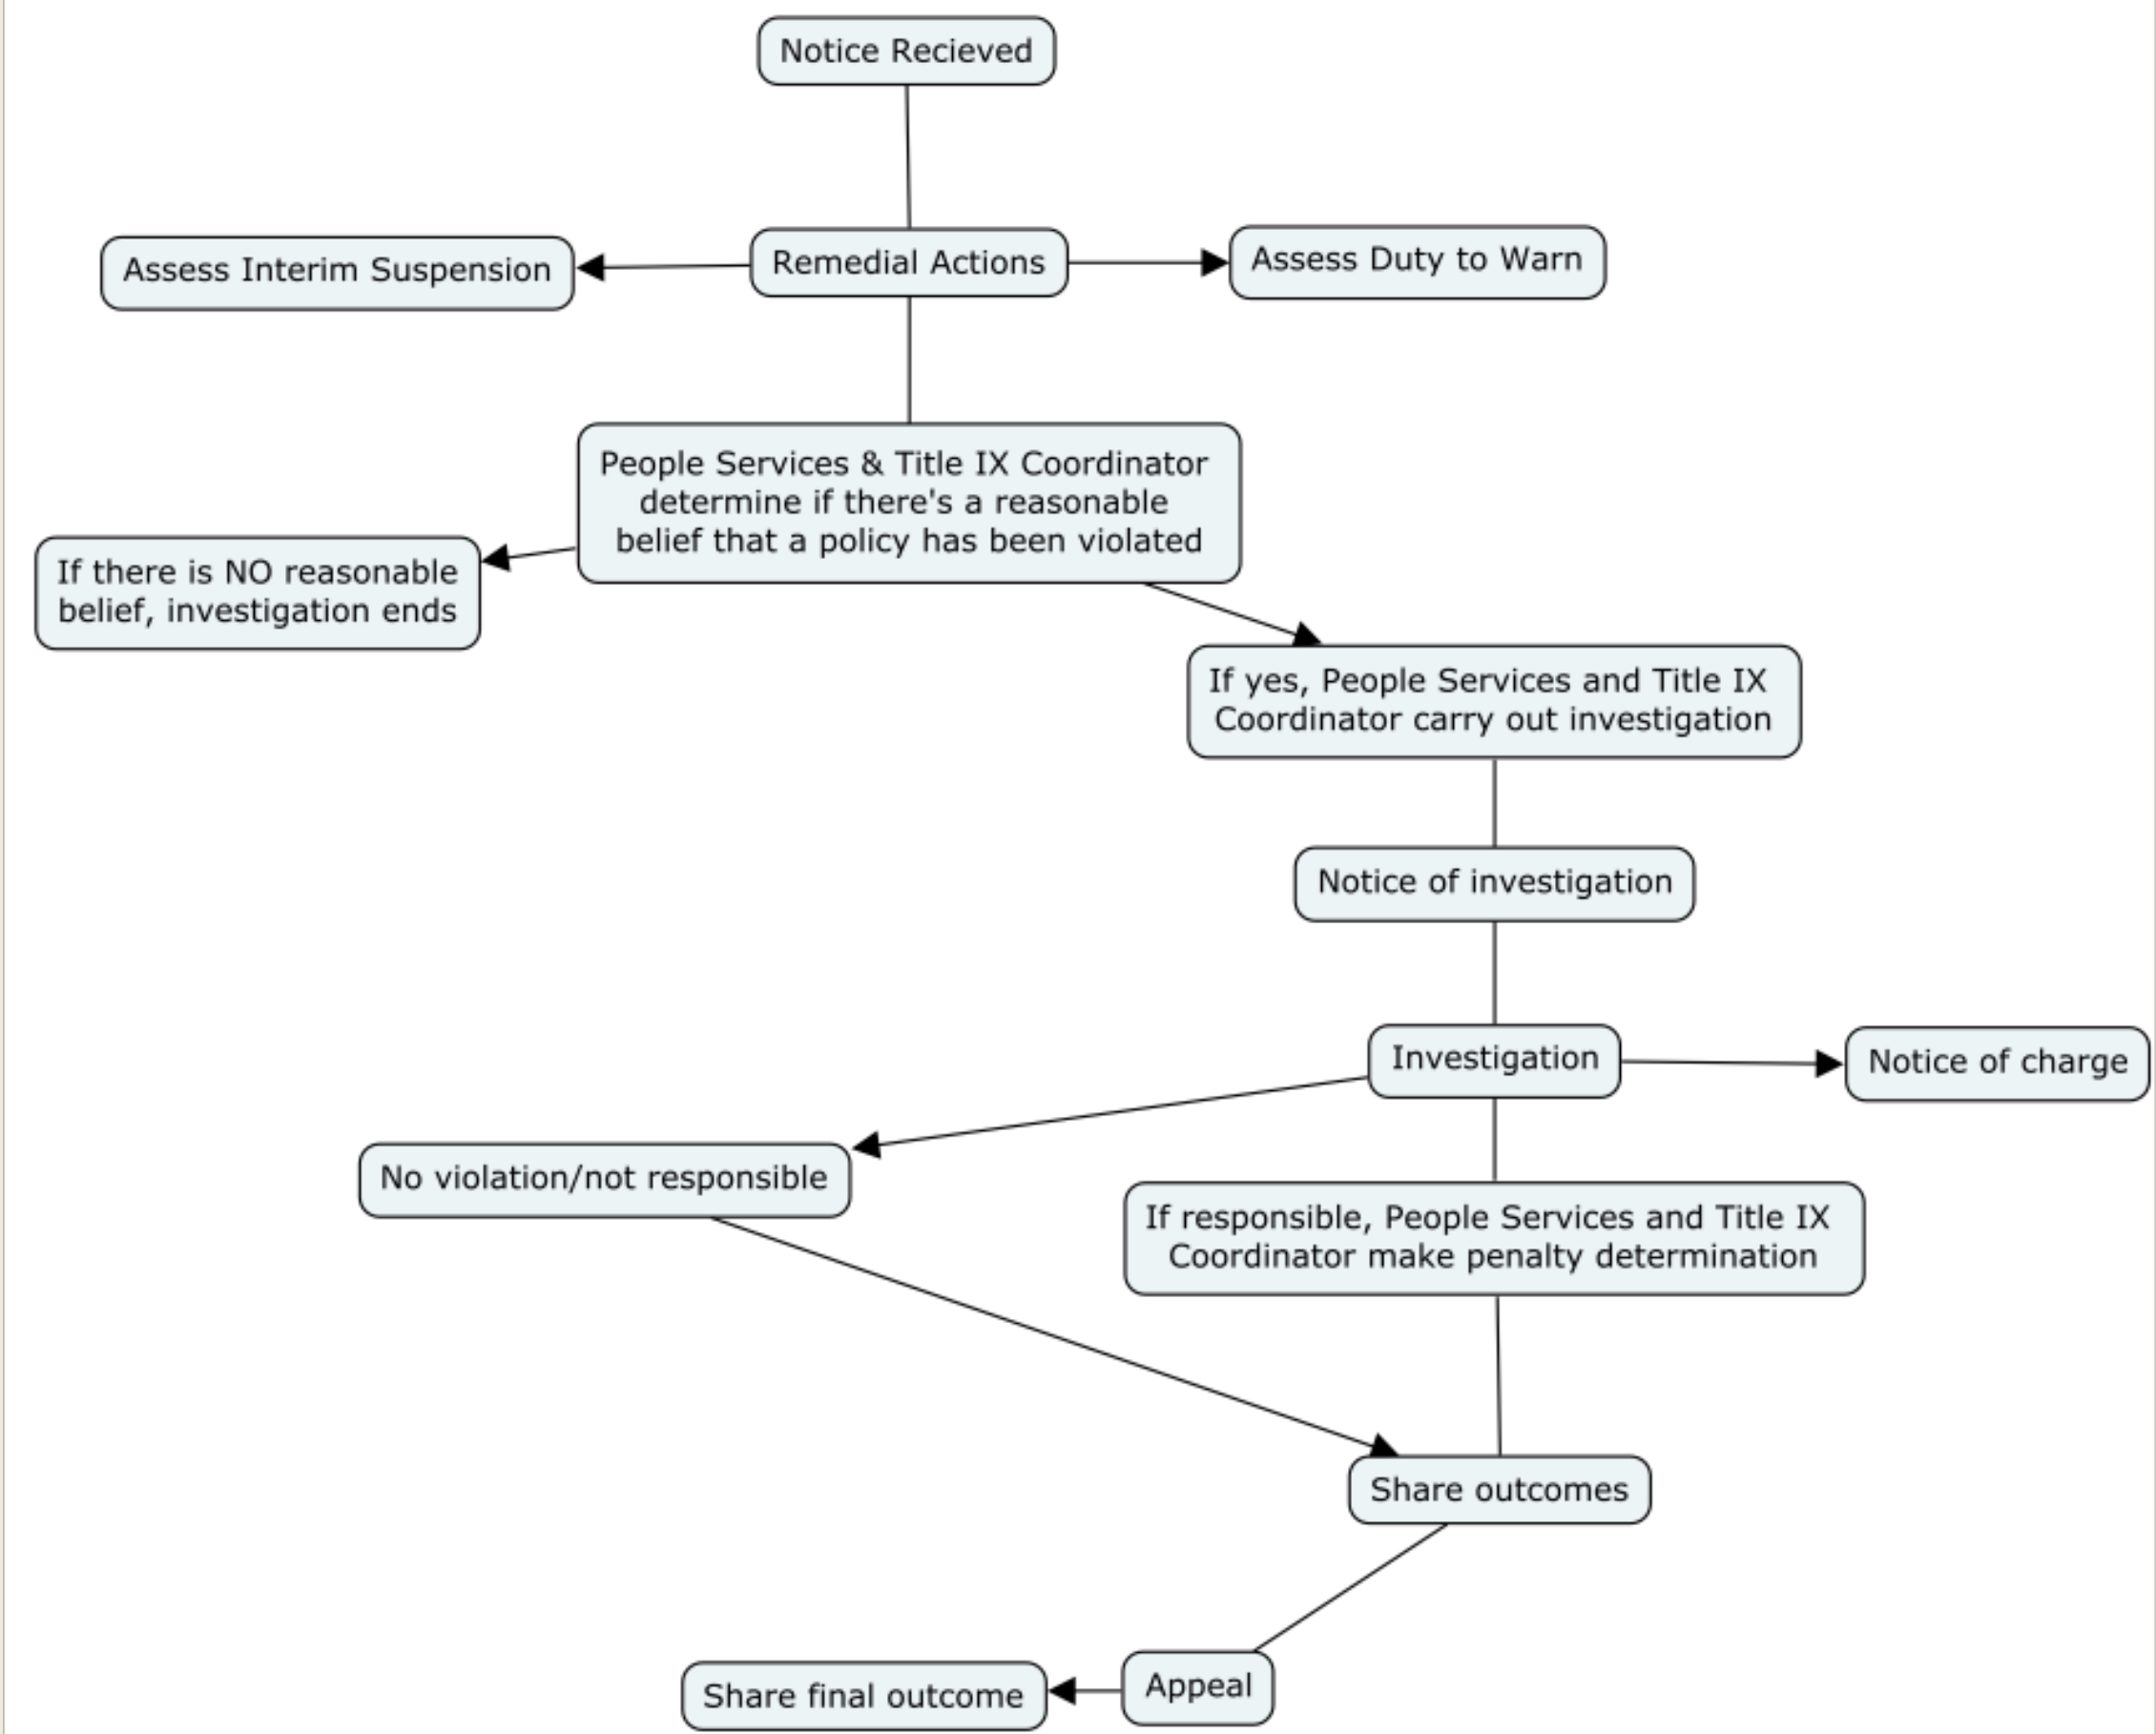 Notice Recieved
Assess Interim Suspension
Remedial Actions
Assess Duty to Warn
People Services & Title IX Coordinator
determine if there's a reasonable
belief that a policy has been violated
If there is NO reasonable
belief, investigation ends
If yes, People Services and Title IX
Coordinator carry out investigation
Notice of investigation
Investigation
Notice of charge
No violation/not responsible
If responsible, People Services and Title IX
Coordinator make penalty determination
Share outcomes
Appeal
Share final outcome